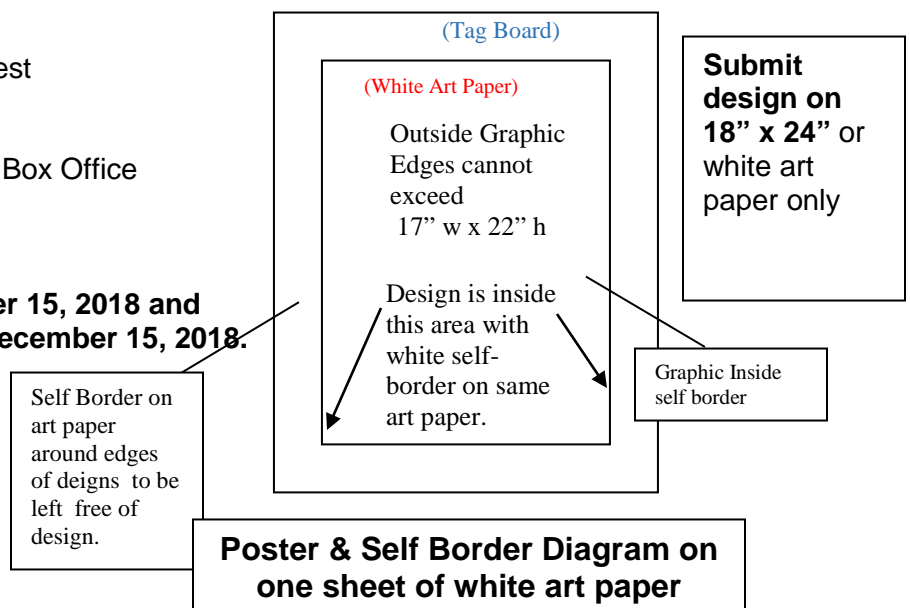 est
Box Office
er 15, 2018 and
ecember 15, 2018.
(Tag Board)
(White Art Paper)
Outside Graphic
Edges cannot
exceed
17” w x 22” h
Design is inside
this area with
white self-
border on same
art paper.
Submit
design on
18” x 24” or
white art
paper only
Self Border on
art paper
around edges
of deigns to be
left free of
design.
Graphic Inside
self border
Poster & Self Border Diagram on
one sheet of white art paper